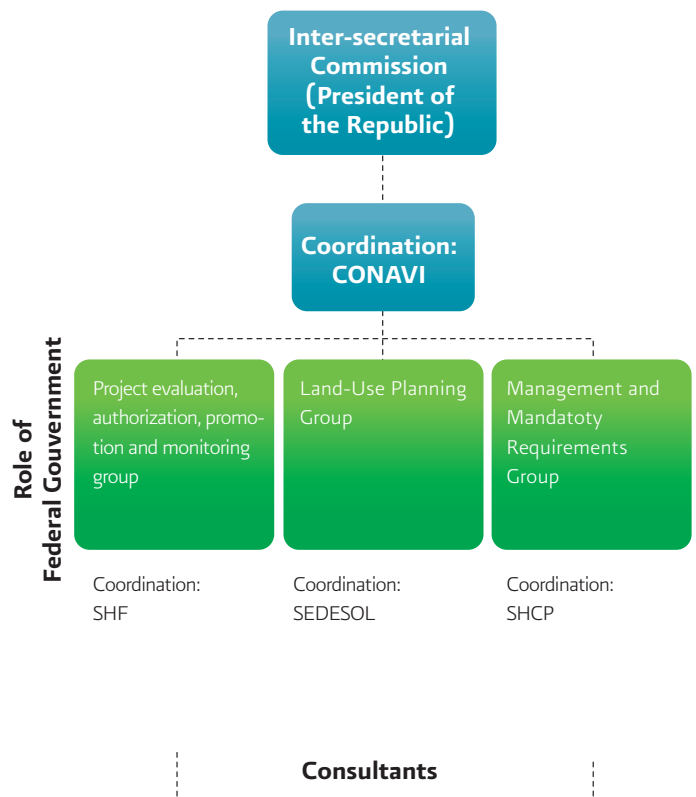 Inter-secretarial
Commission
(President of
the Republic)
Coordination:
CONAVI
Role of
Federal Gouvernment
Project evaluation,
authorization, promo-
tion and monitoring
group
Land-Use Planning
Group
Management and
Mandatoty
Requirements
Group
Coordination:
SHF
Coordination:
SEDESOL
Coordination:
SHCP
Consultants